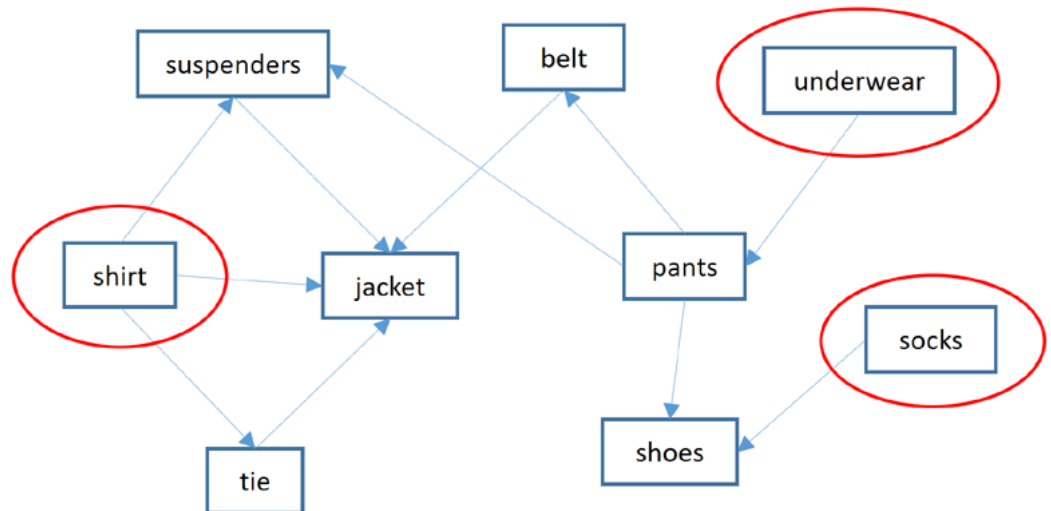 suspenders
belt
underwear
shirt
jacket
pants
socks
shoes
tie